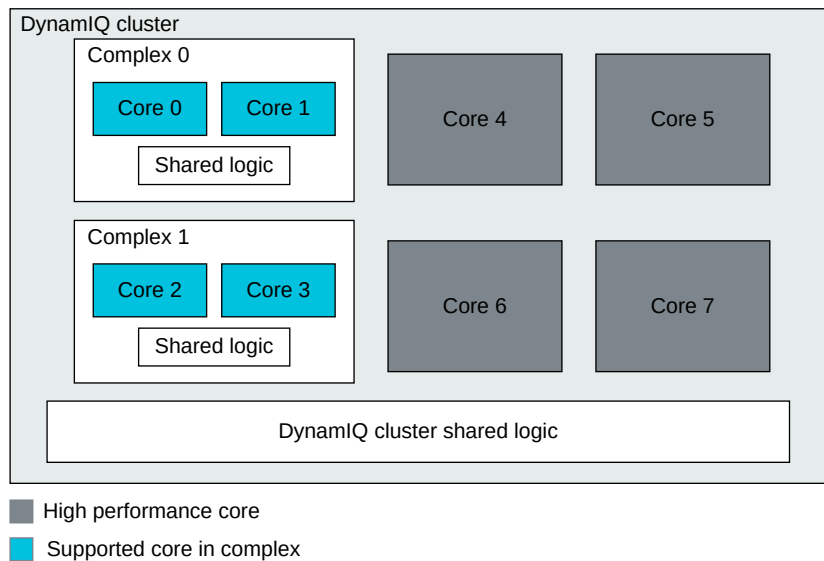 DynamIQ cluster
Complex 0
Core 0
Core 1
Shared logic
Core 4
Core 5
Complex 1
Core 2
Core 3
Shared logic
Core 6
Core 7
DynamIQ cluster shared logic
High performance core
Supported core in complex